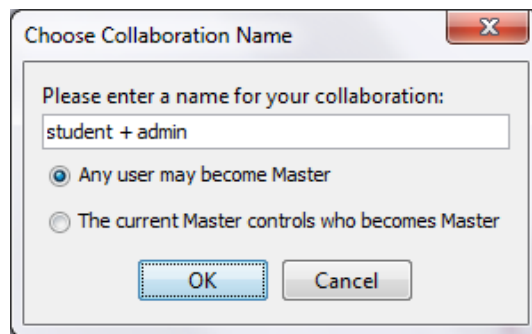 Choose Collaboration Name
Please enter a name for your collaboration:
student + admin
Any user may become Master
The current Master controls who becomes Master
OK Cancel